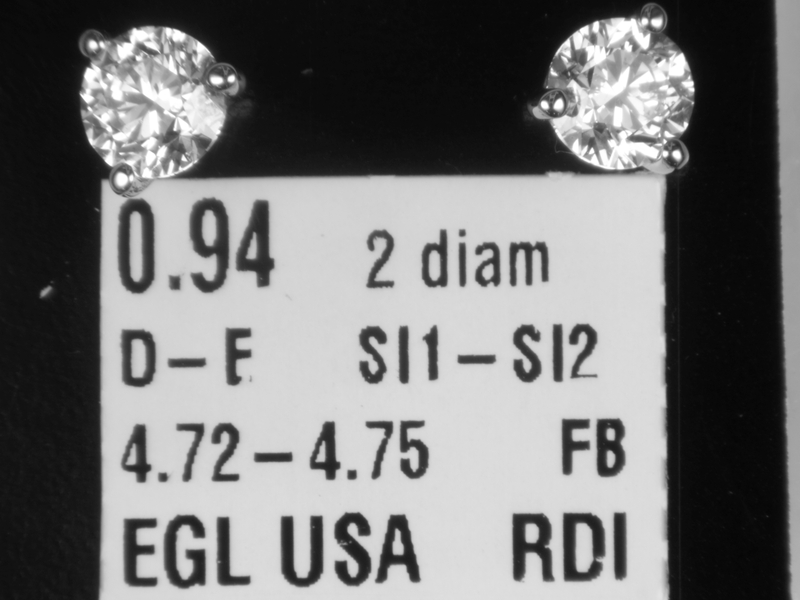 0.94 2 diam
D–E SI1–SI2
4.72–4.75 FB
EGL USA RDI